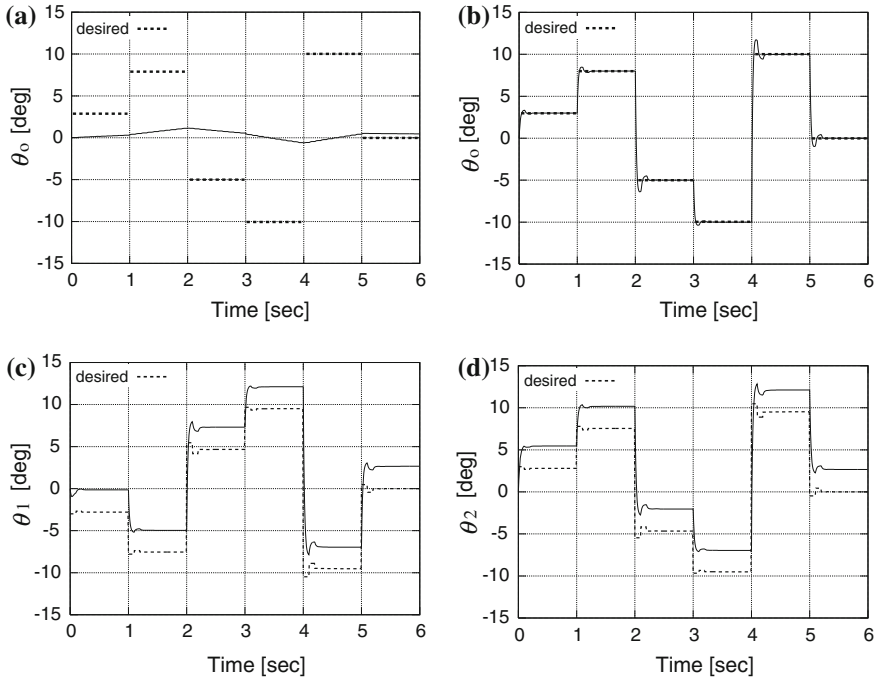 (a)
desired
15
10
5
0
-5
-10
-15
θo [deg]
0 1 2 3 4 5 6
Time [sec]
(b)
desired
15
10
5
0
-5
-10
-15
θo [deg]
0 1 2 3 4 5 6
Time [sec]
(c)
desired
15
10
5
0
-5
-10
-15
θ1 [deg]
0 1 2 3 4 5 6
Time [sec]
(d)
desired
15
10
5
0
-5
-10
-15
θ2 [deg]
0 1 2 3 4 5 6
Time [sec]